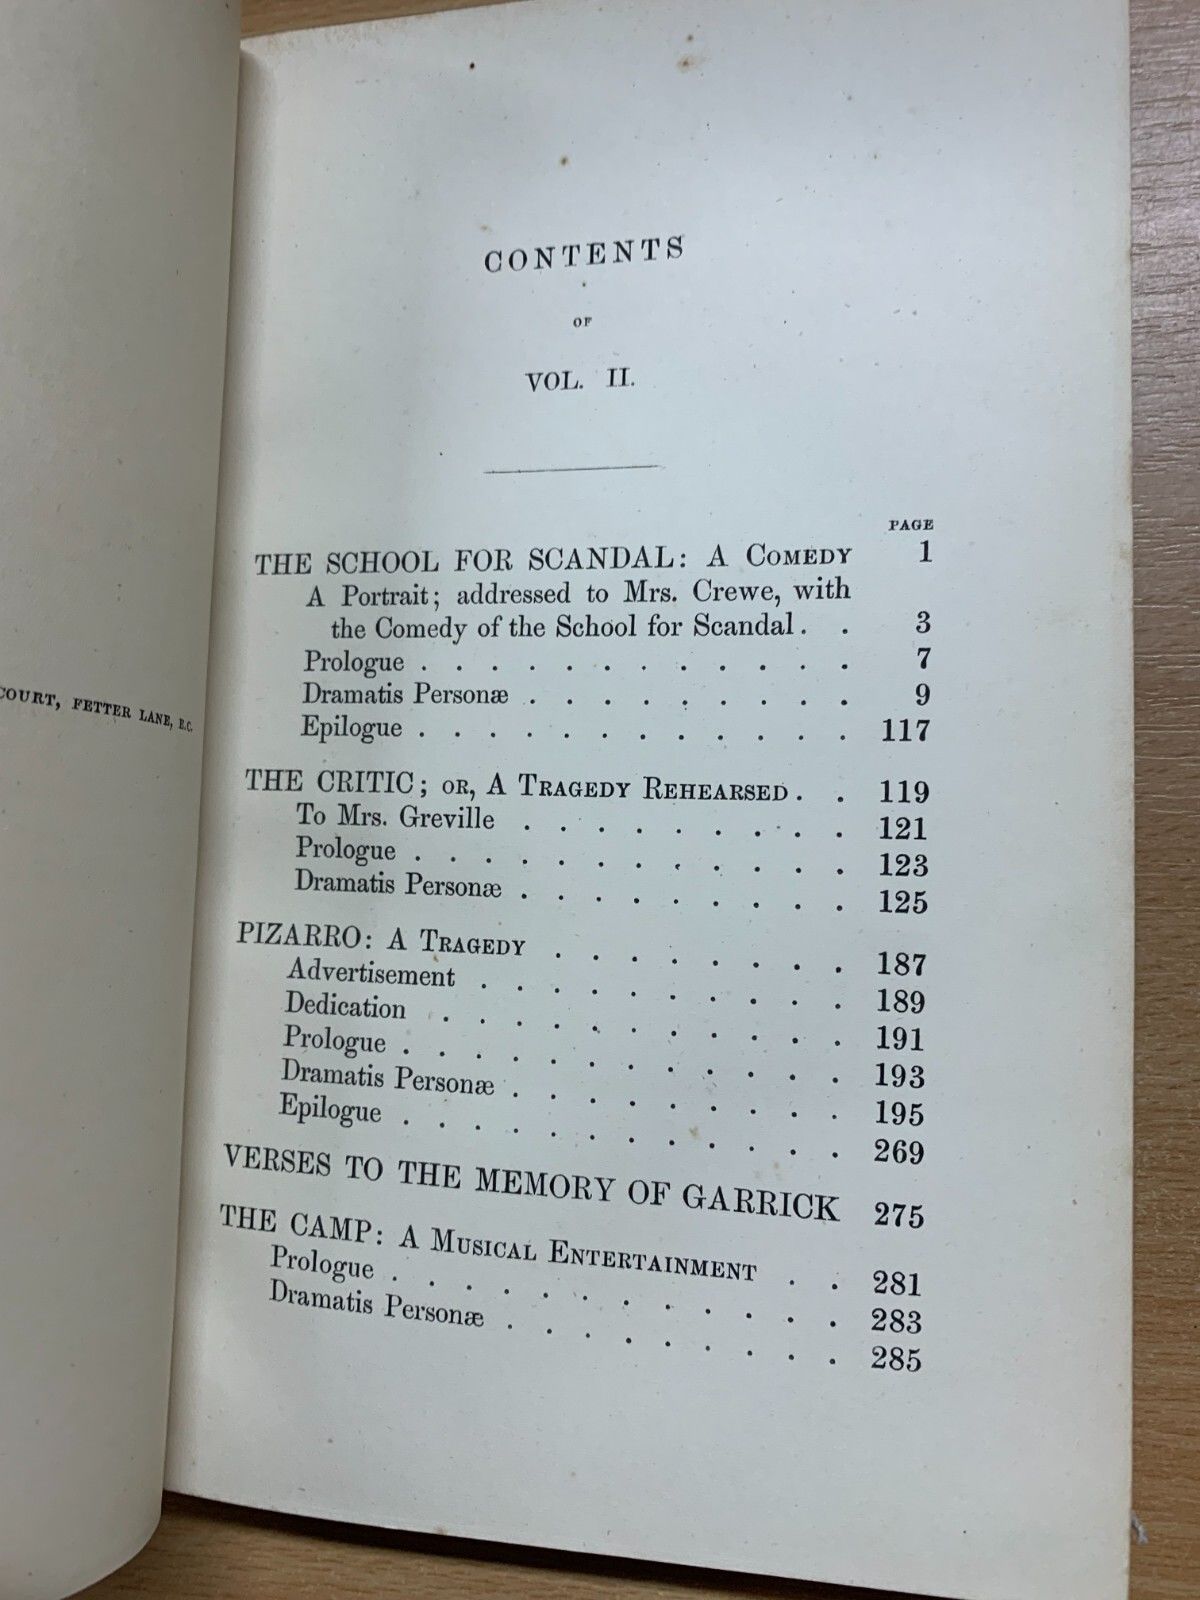 COURT, FETTER LANE, E.C.
CONTENTS
OF
VOL. II.
PAGE
THE SCHOOL FOR SCANDAL: A COMEDY 1
A Portrait; addressed to Mrs. Crewe, with
the Comedy of the School for Scandal . . 3
Prologue . . . . . . . . . . . . 7
Dramatis Personæ . . . . . . . . . 9
Epilogue . . . . . . . . . . . . 117
THE CRITIC; OR, A TRAGEDY REHEARSED . . 119
To Mrs. Greville . . . . . . . . . 121
Prologue . . . . . . . . . . . . 123
Dramatis Personæ . . . . . . . . . 125
PIZARRO: A TRAGEDY . . . . . . . . 187
Advertisement . . . . . . . . . . 189
Dedication . . . . . . . . . . . 191
Prologue . . . . . . . . . . . . 193
Dramatis Personæ . . . . . . . . . 195
Epilogue . . . . . . . . . . . . 269
VERSES TO THE MEMORY OF GARRICK 275
THE CAMP: A MUSICAL ENTERTAINMENT . . 281
Prologue . . . . . . . . . . . . 283
Dramatis Personæ . . . . . . . . . 285